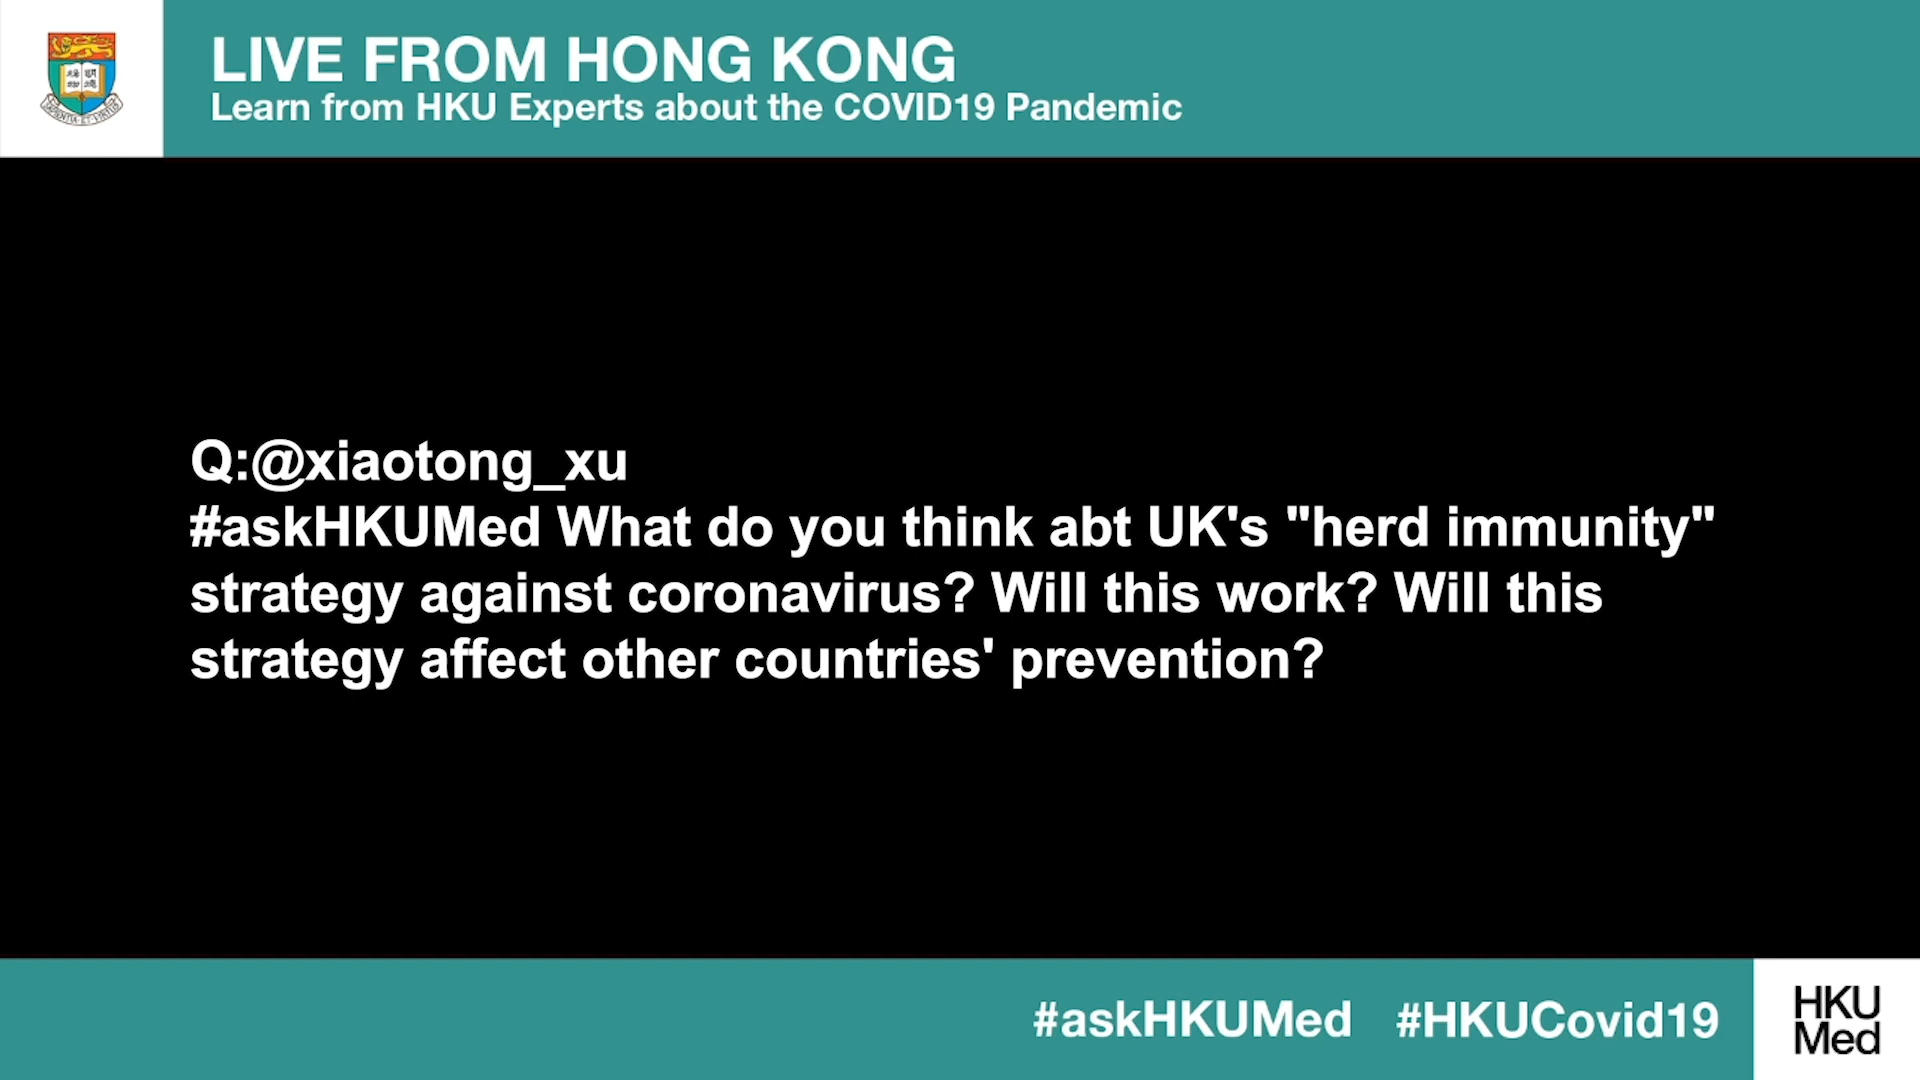 LIVE FROM HONG KONG
Learn from HKU Experts about the COVID19 Pandemic
Q:@xiaotong_xu
#askHKUMed What do you think abt UK's "herd immunity"
strategy against coronavirus? Will this work? Will this
strategy affect other countries' prevention?
#askHKUMed #HKUCovid19
HKU
Med